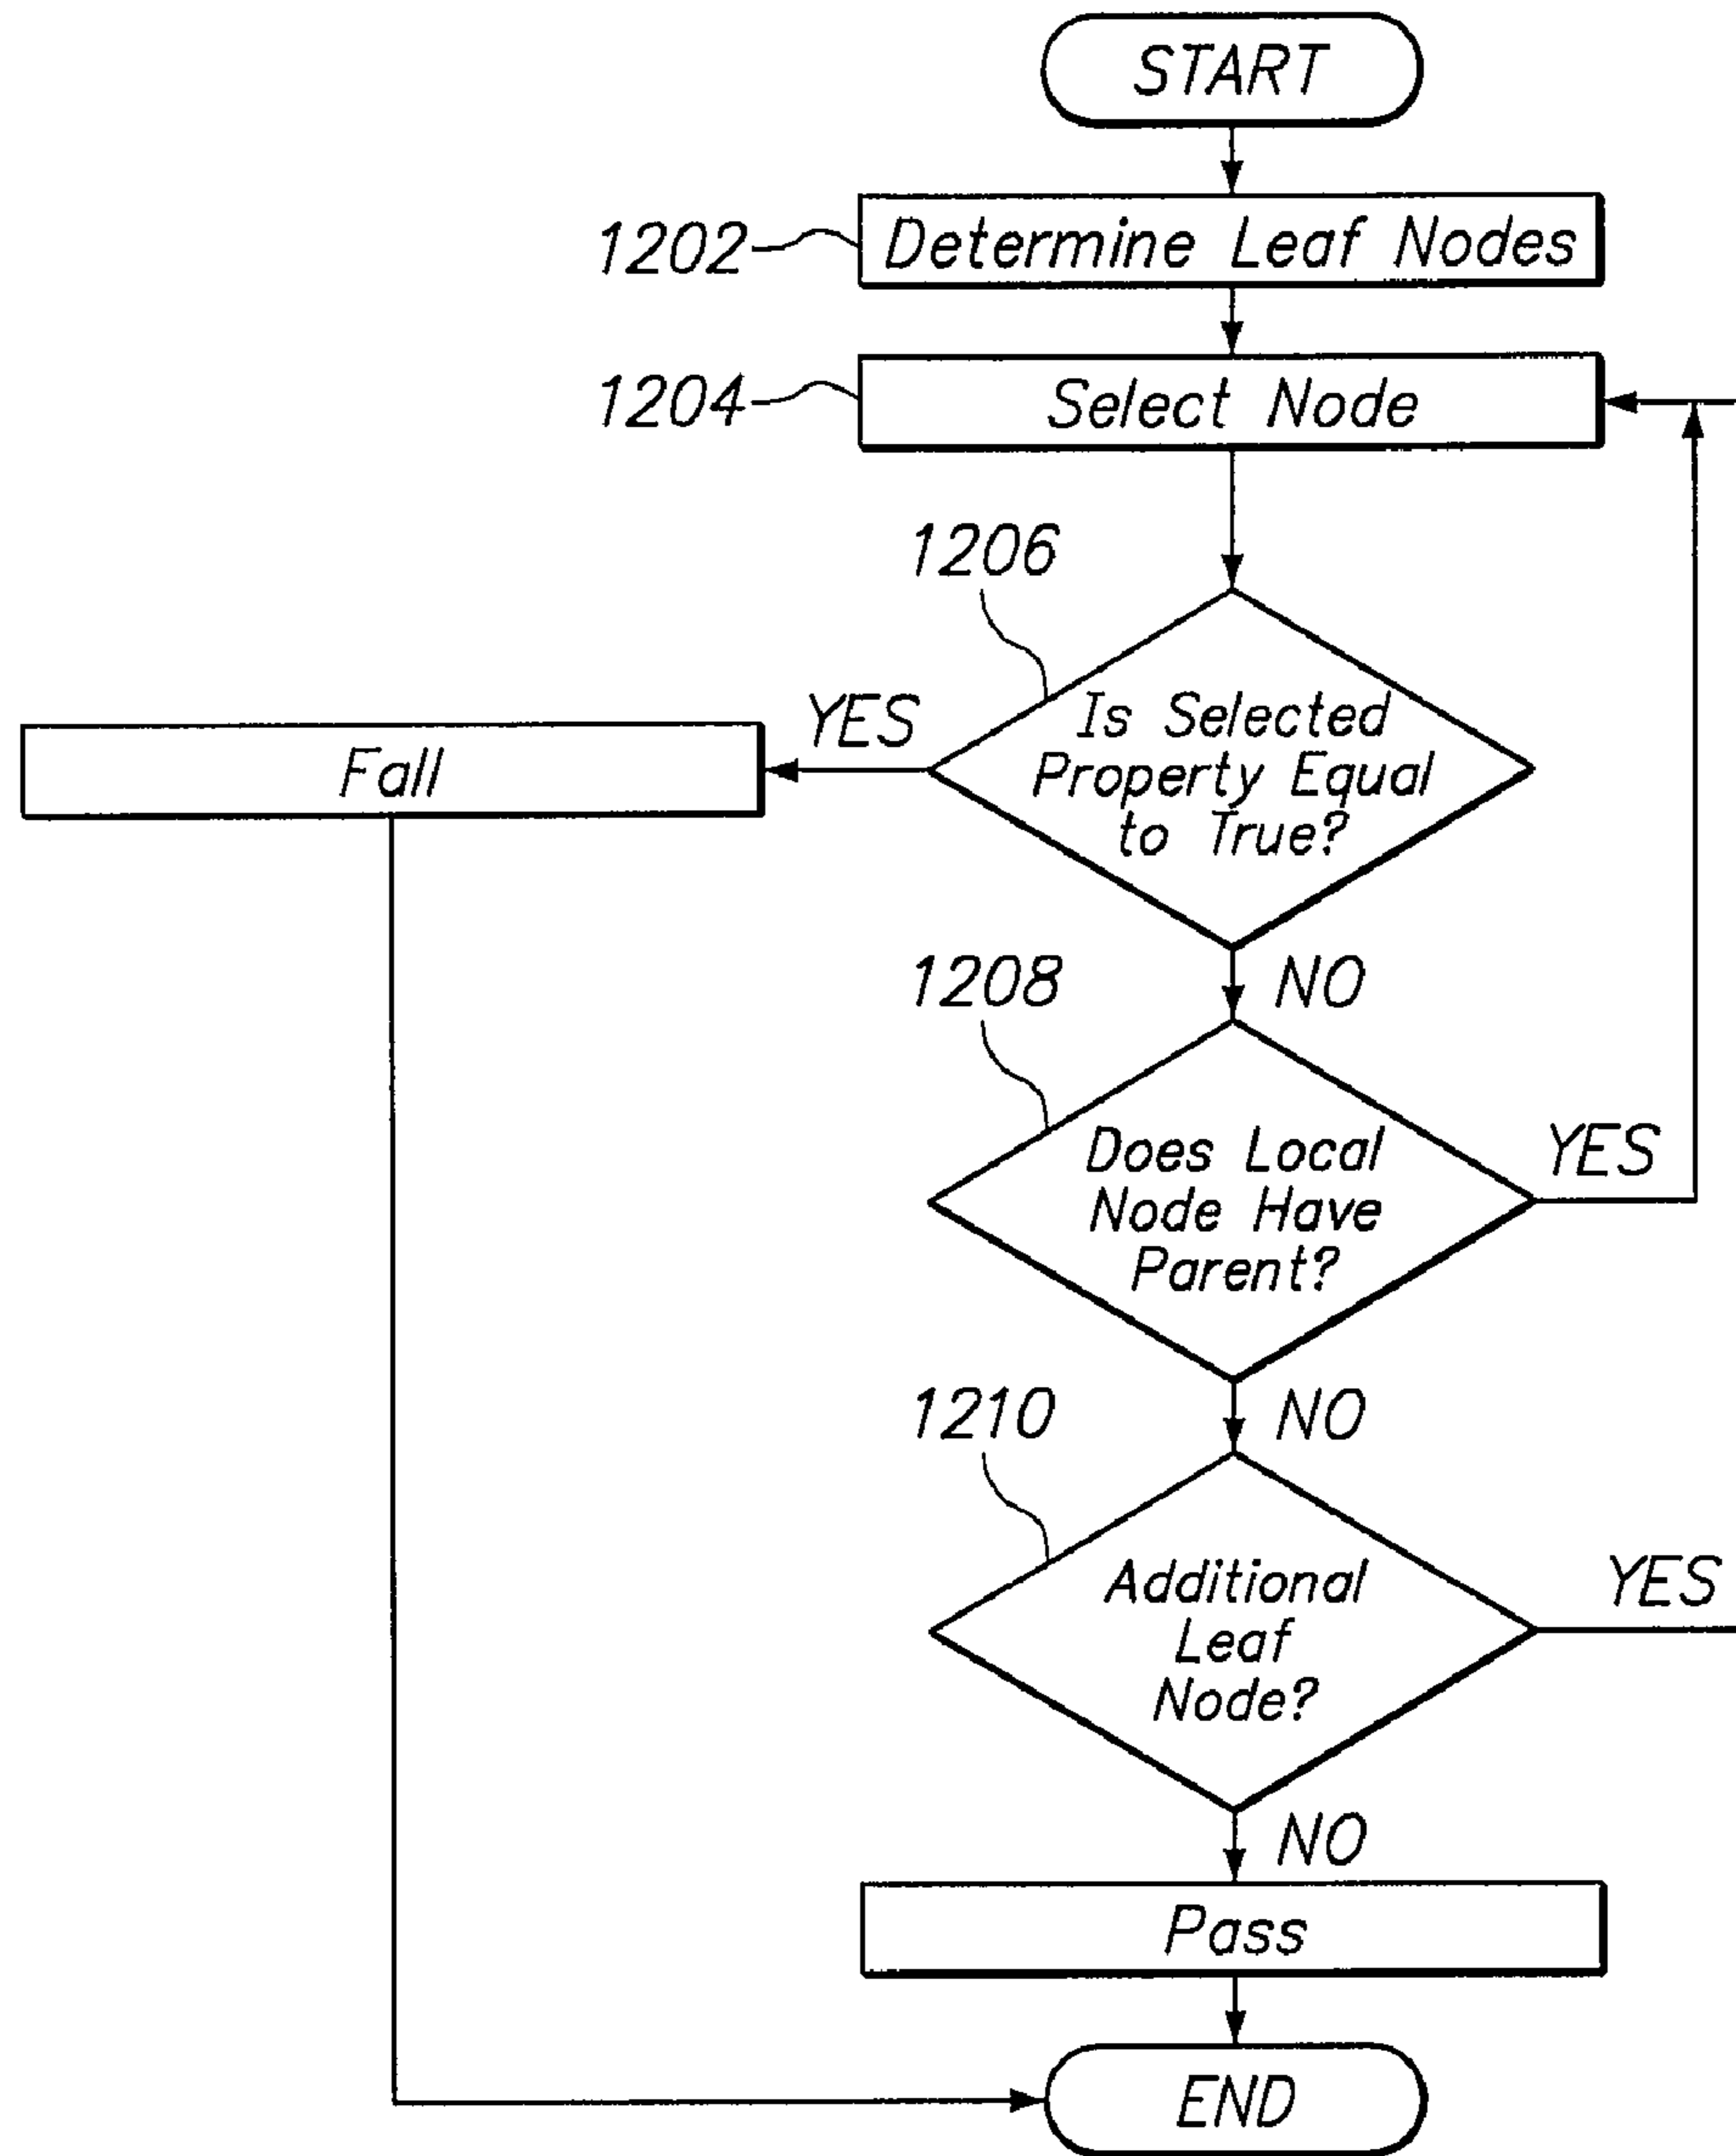 START
1202
Determine Leaf Nodes
1204
Select Node
1206
Is Selected
Property Equal
to True?
YES
Fall
NO
1208
Does Local
Node Have
Parent?
YES
NO
1210
Additional
Leaf
Node?
YES
NO
Pass
END